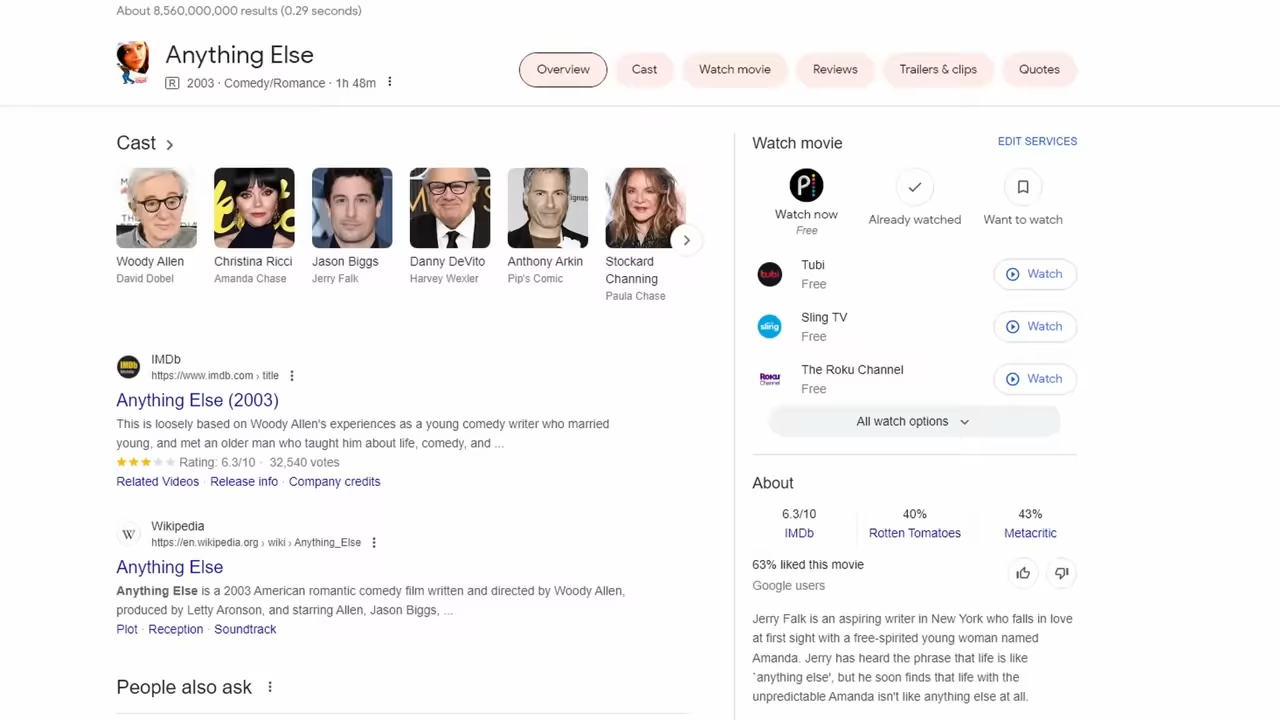 About 8,560,000,000 results (0.29 seconds)
Anything Else
R 2003 · Comedy/Romance · 1h 48m
Overview
Cast
Watch movie
Reviews
Trailers & clips
Quotes
Cast
Woody Allen
David Dobel
Christina Ricci
Amanda Chase
Jason Biggs
Jerry Falk
Danny DeVito
Harvey Wexler
Anthony Arkin
Pip's Comic
Stockard
Channing
Paula Chase
IMDb
IMDb
https://www.imdb.com › title
Anything Else (2003)
This is loosely based on Woody Allen's experiences as a young comedy writer who married
young, and met an older man who taught him about life, comedy, and ...
Rating: 6.3/10 · 32,540 votes
Related Videos · Release info · Company credits
W
Wikipedia
https://en.wikipedia.org › wiki › Anything_Else
Anything Else
Anything Else is a 2003 American romantic comedy film written and directed by Woody Allen,
produced by Letty Aronson, and starring Allen, Jason Biggs, ...
Plot · Reception · Soundtrack
People also ask
Watch movie
EDIT SERVICES
P
Watch now
Free
Already watched
Want to watch
tubi
Tubi
Free
Watch
sling
Sling TV
Free
Watch
Roku
Channel
The Roku Channel
Free
Watch
All watch options
About
6.3/10
IMDb
40%
Rotten Tomatoes
43%
Metacritic
63% liked this movie
Google users
Jerry Falk is an aspiring writer in New York who falls in love
at first sight with a free-spirited young woman named
Amanda. Jerry has heard the phrase that life is like
`anything else', but he soon finds that life with the
unpredictable Amanda isn't like anything else at all.